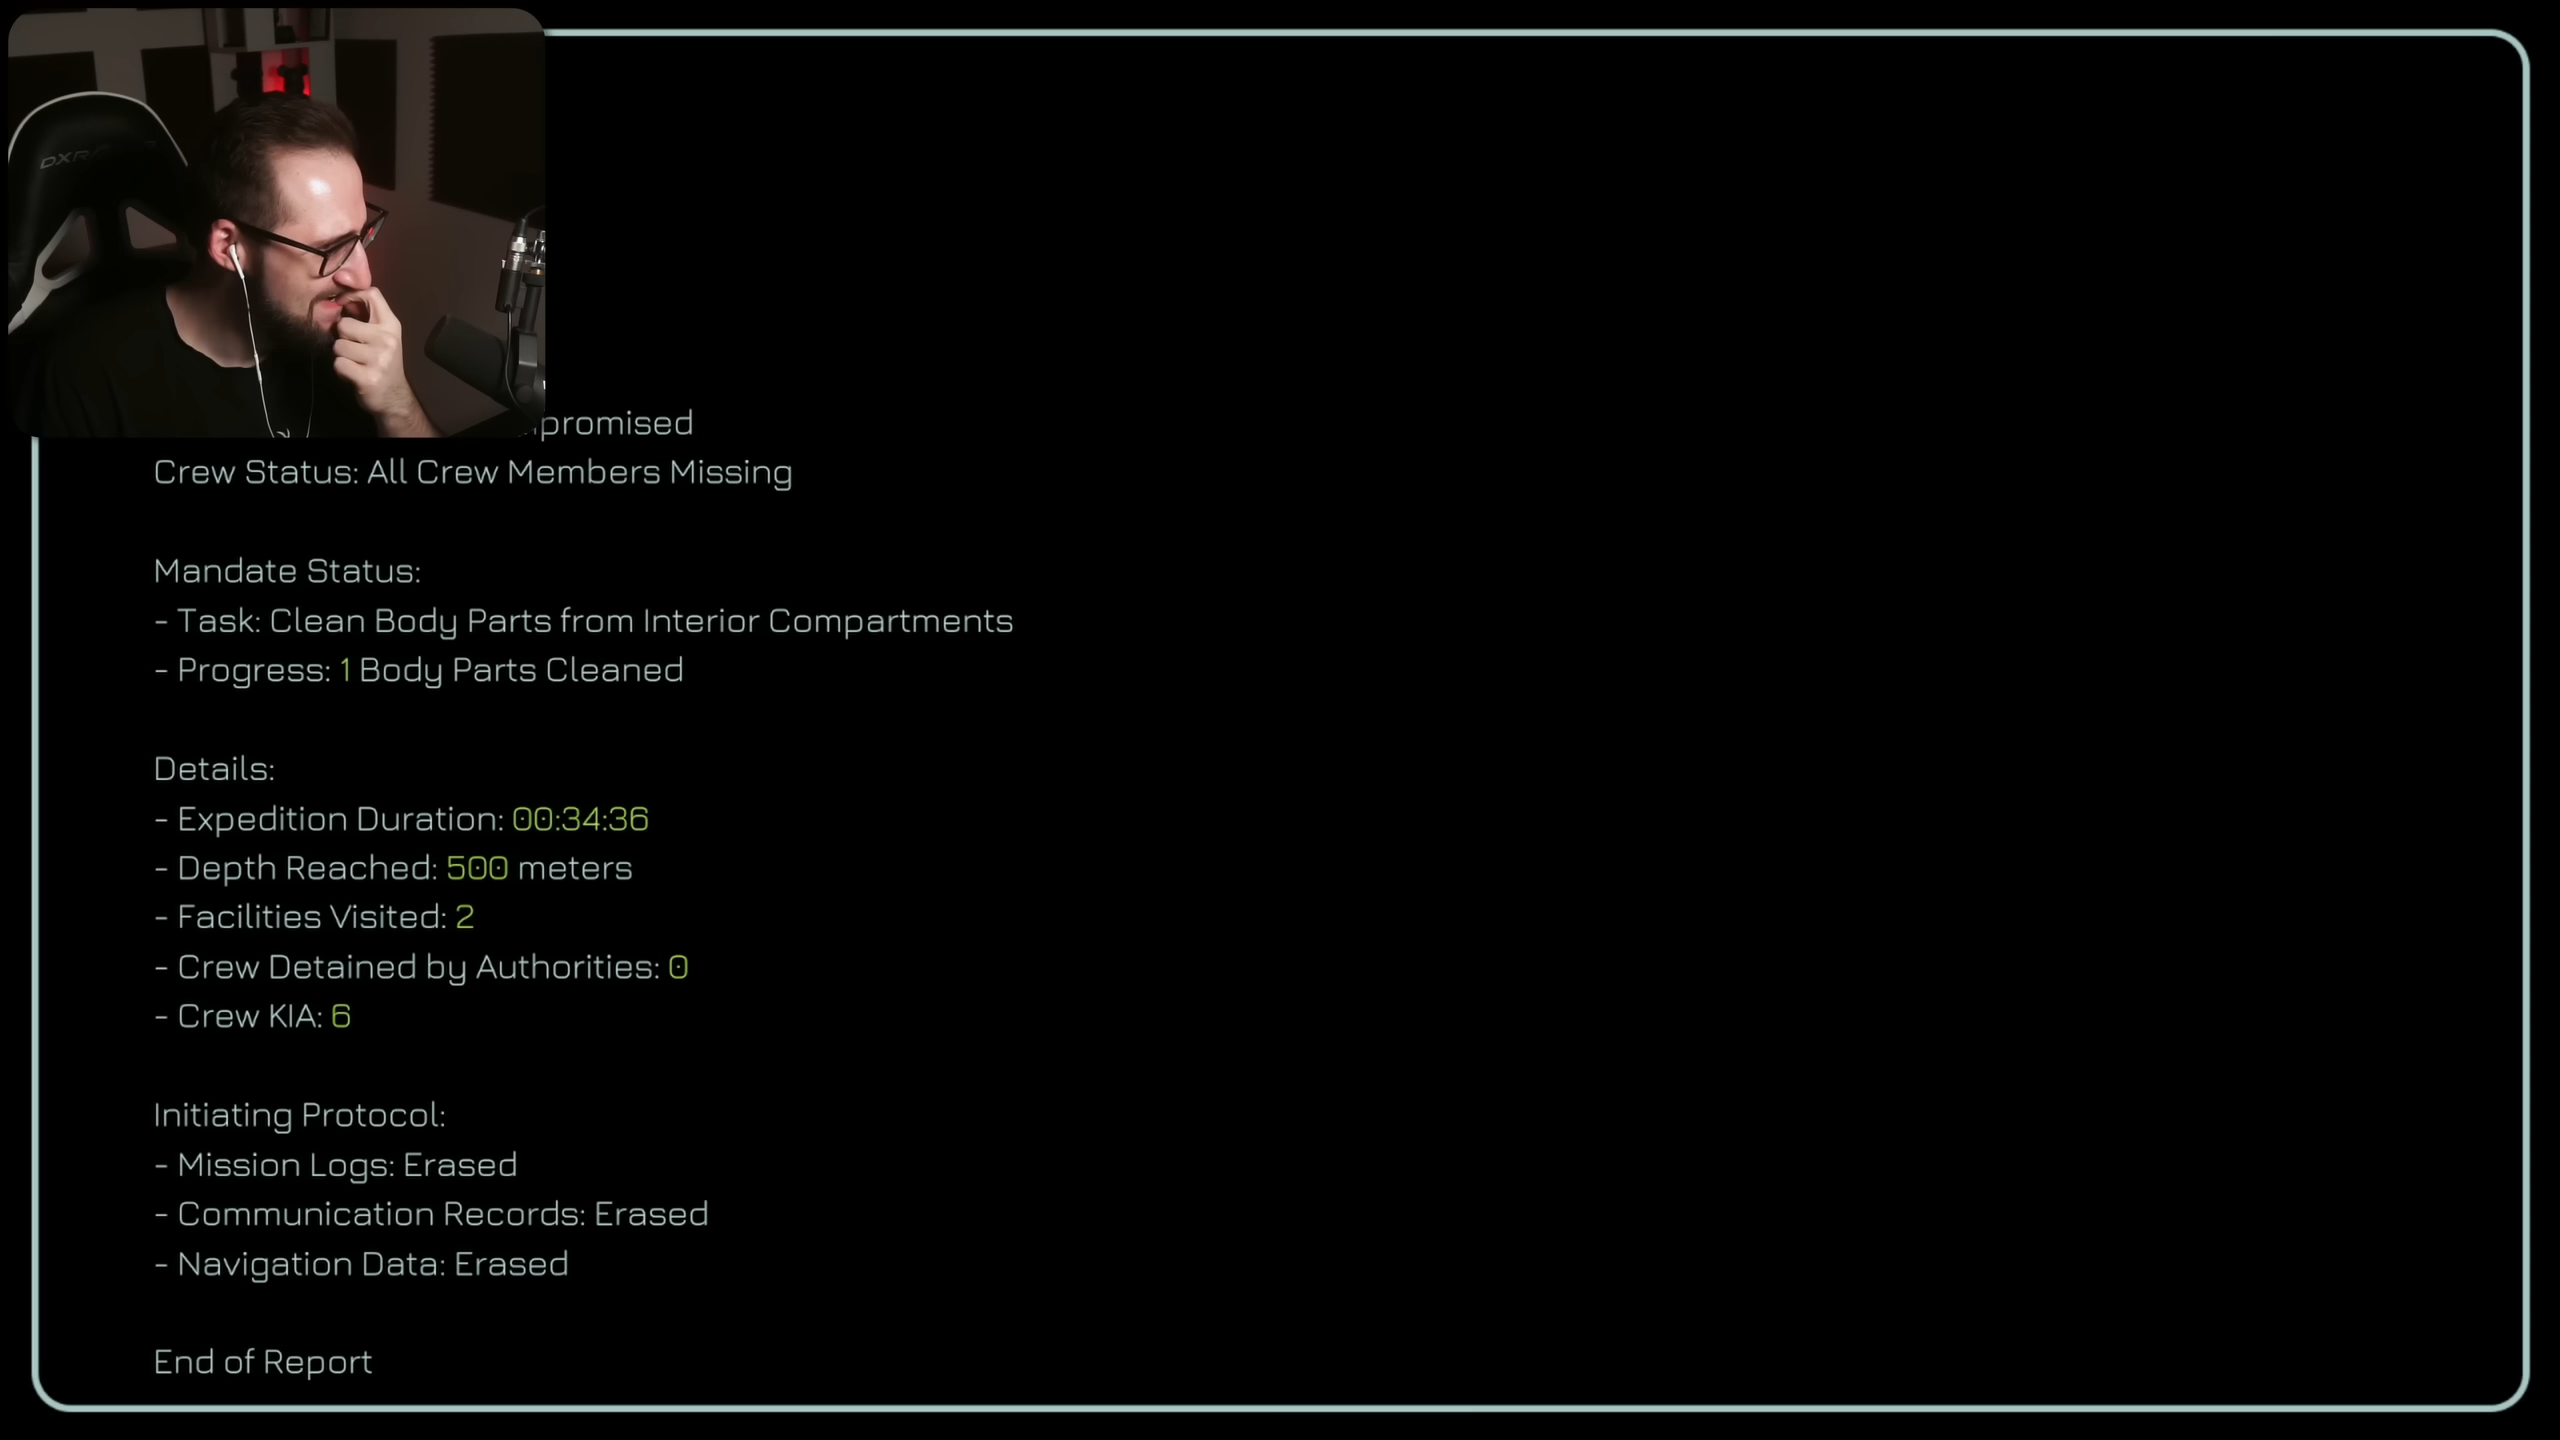 Crew Status: All Crew Members Missing
Mandate Status:
- Task: Clean Body Parts from Interior Compartments
- Progress: 1 Body Parts Cleaned
Details:
- Expedition Duration: 00:34:36
- Depth Reached: 500 meters
- Facilities Visited: 2
- Crew Detained by Authorities: 0
- Crew KIA: 6
Initiating Protocol:
- Mission Logs: Erased
- Communication Records: Erased
- Navigation Data: Erased
End of Report